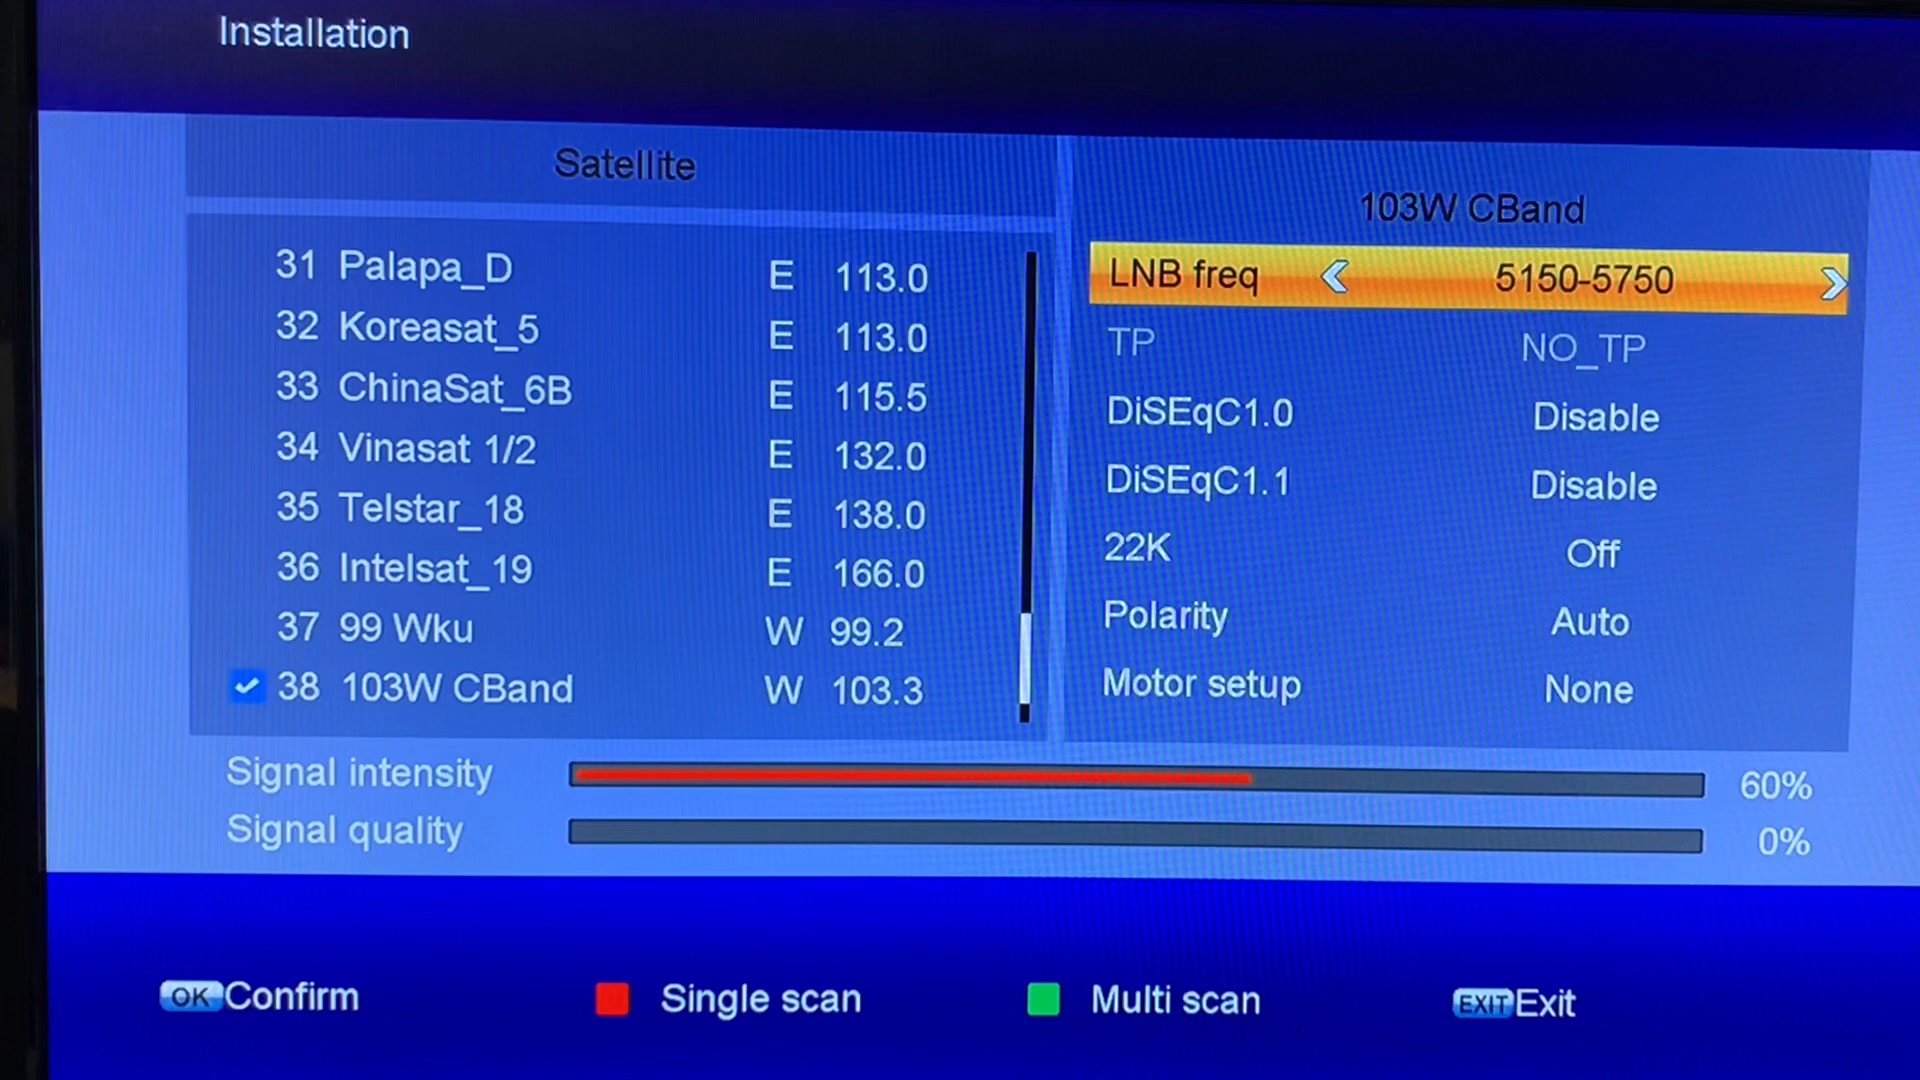 Installation
Satellite
31 Palapa_D E 113.0
32 Koreasat_5 E 113.0
33 ChinaSat_6B E 115.5
34 Vinasat 1/2 E 132.0
35 Telstar_18 E 138.0
36 Intelsat_19 E 166.0
37 99 Wku W 99.2
38 103W CBand W 103.3
103W CBand
LNB freq 5150-5750
TP NO_TP
DiSEqC1.0 Disable
DiSEqC1.1 Disable
22K Off
Polarity Auto
Motor setup None
Signal intensity 60%
Signal quality 0%
OK Confirm
Single scan
Multi scan
EXIT Exit